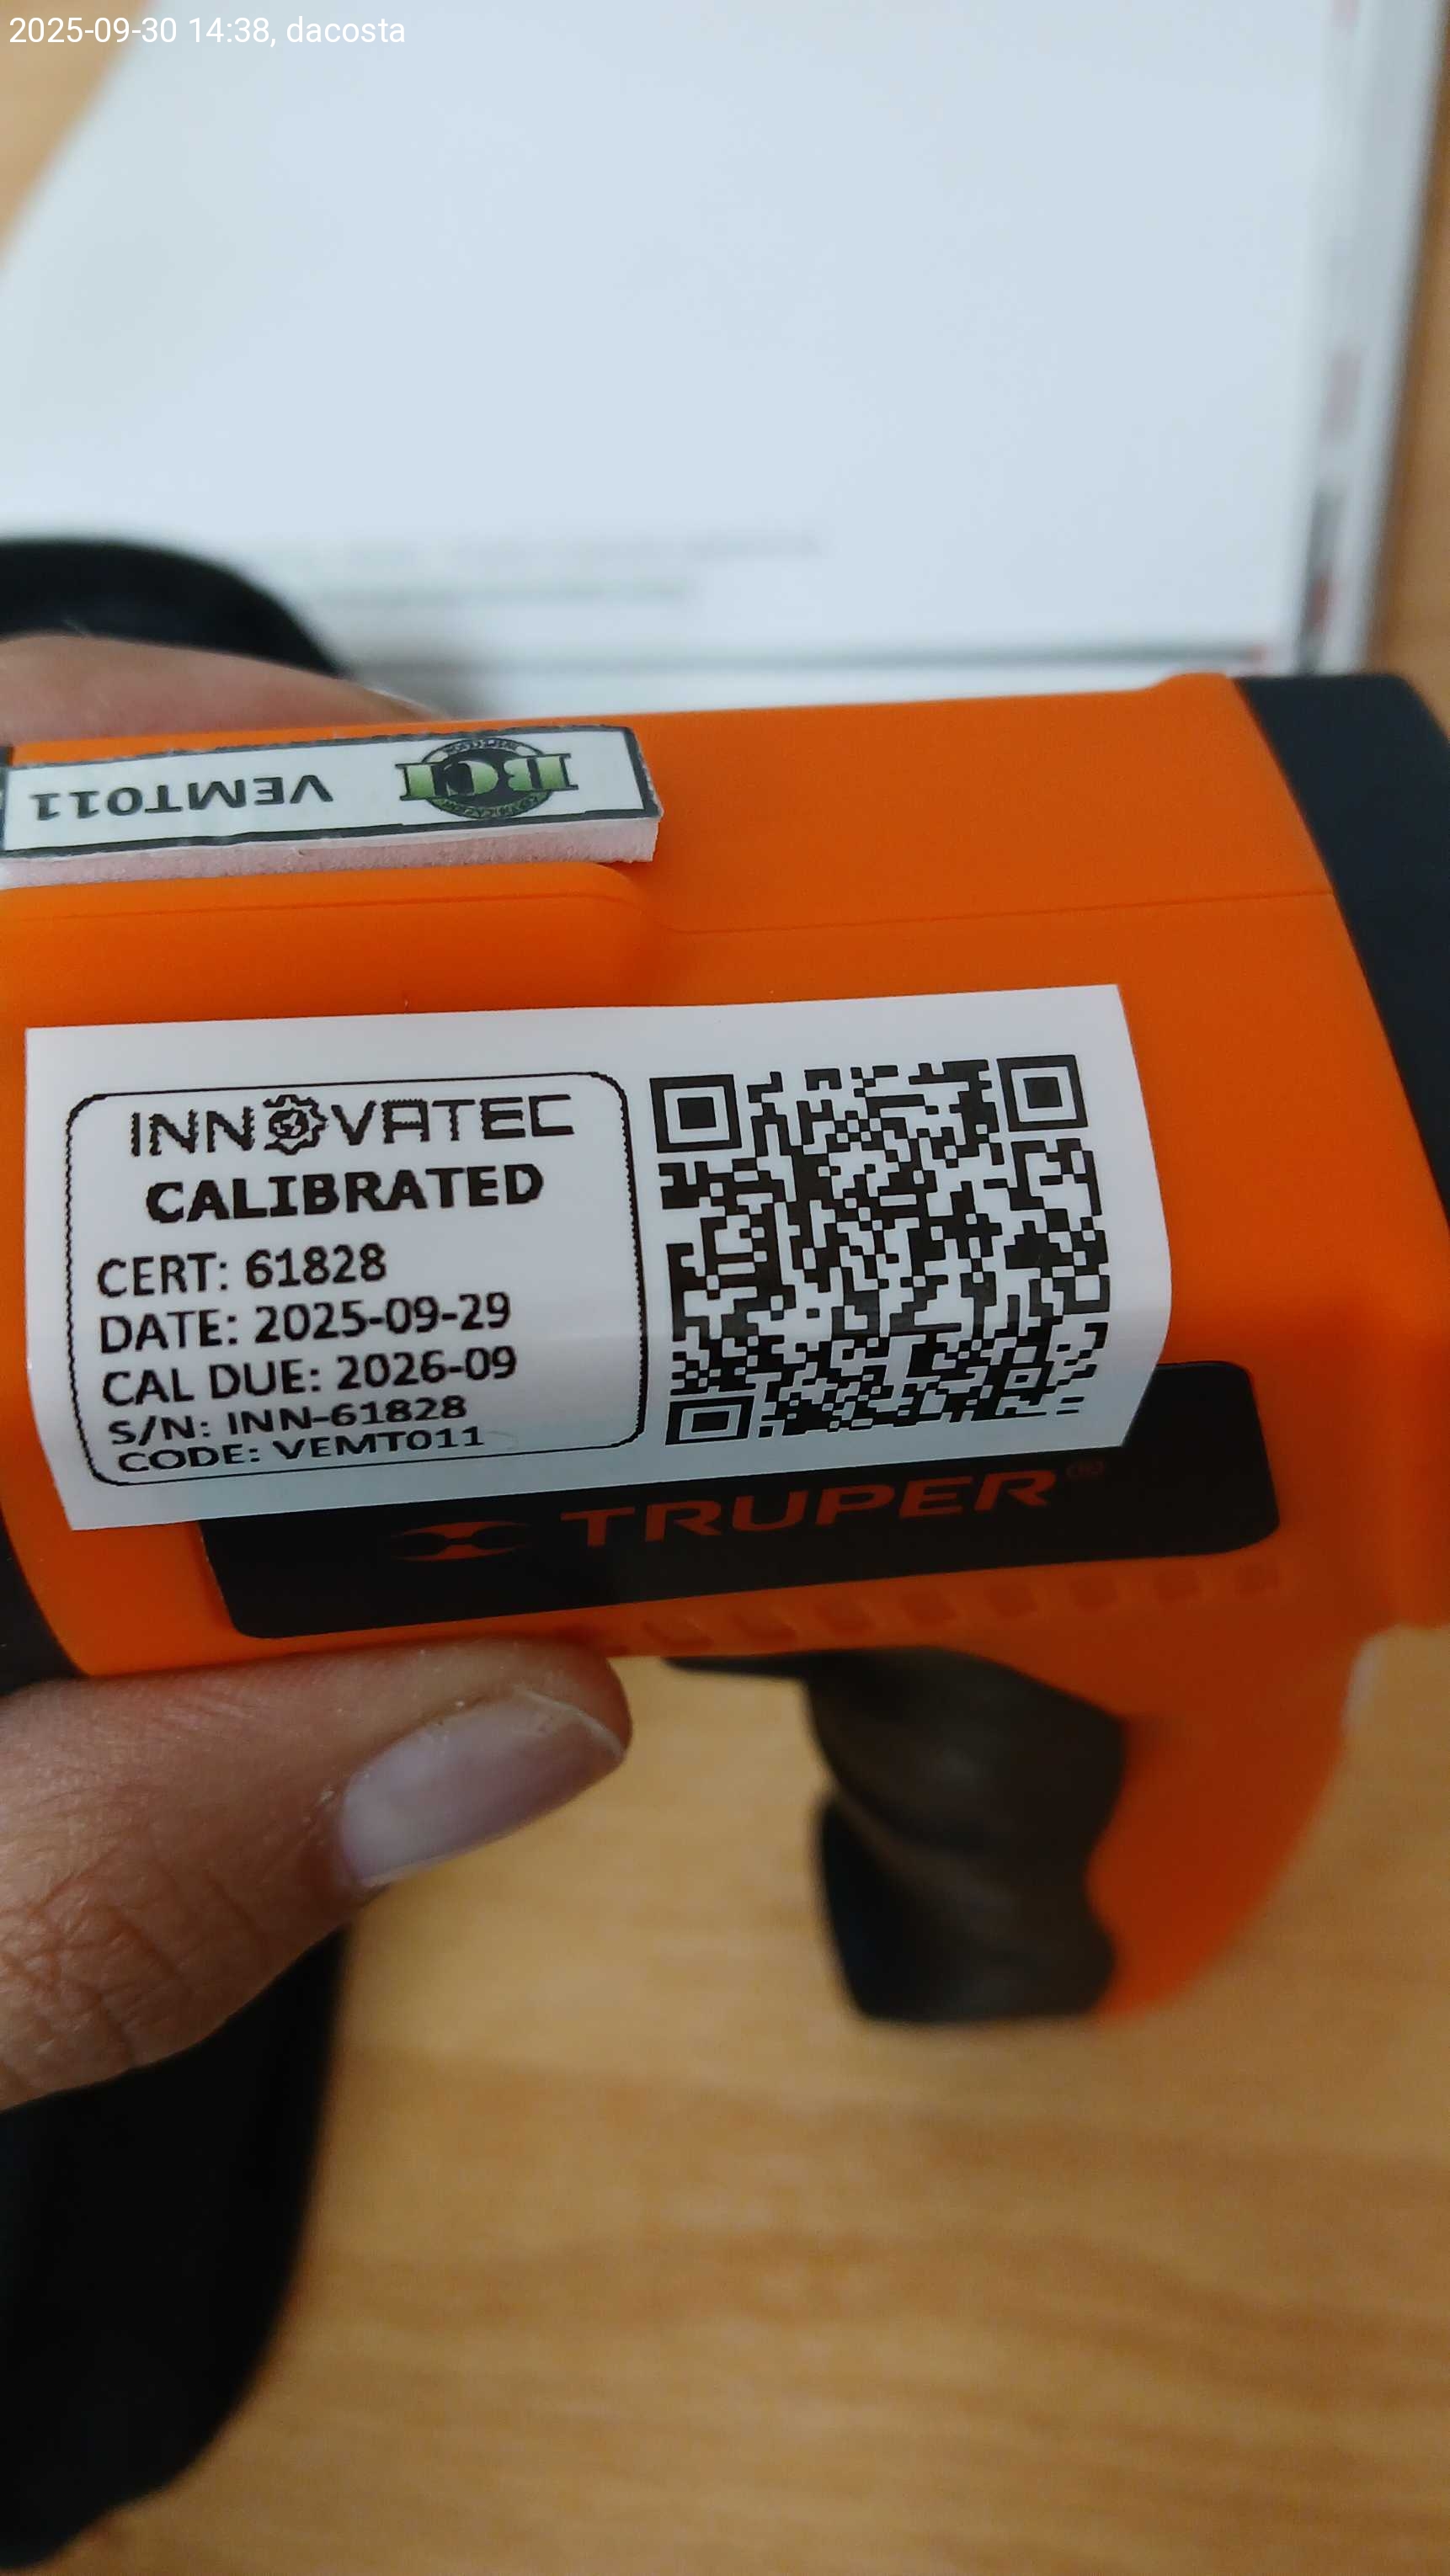 2025-09-30 14:38, dacosta
VEMT011
BCI
INNOVATEC
CALIBRATED
CERT: 61828
DATE: 2025-09-29
CAL DUE: 2026-09
S/N: INN-61828
CODE: VEMT011
TRUPER®